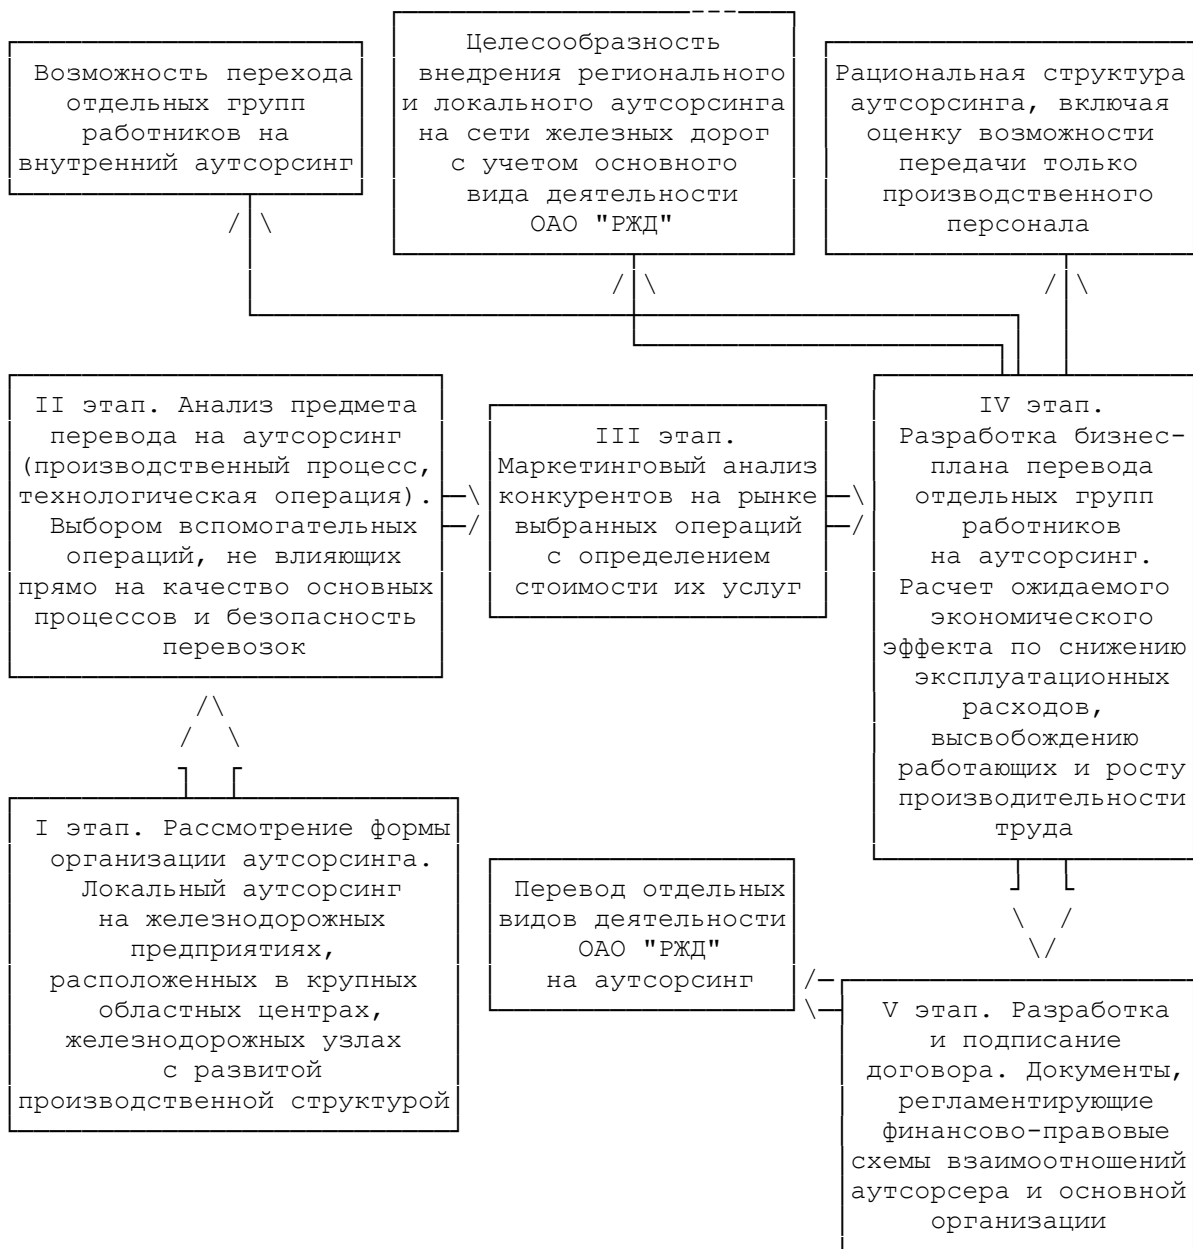 Возможность перехода
отдельных групп
работников на
внутренний аутсорсинг
Целесообразность
внедрения регионального
и локального аутсорсинга
на сети железных дорог
с учетом основного
вида деятельности
ОАО "РЖД"
Рациональная структура
аутсорсинга, включая
оценку возможности
передачи только
производственного
персонала
II этап. Анализ предмета
перевода на аутсорсинг
(производственный процесс,
технологическая операция).
Выбором вспомогательных
операций, не влияющих
прямо на качество основных
процессов и безопасность
перевозок
III этап.
Маркетинговый анализ
конкурентов на рынке
выбранных операций
с определением
стоимости их услуг
IV этап.
Разработка бизнес-
плана перевода
отдельных групп
работников
на аутсорсинг.
Расчет ожидаемого
экономического
эффекта по снижению
эксплуатационных
расходов,
высвобождению
работающих и росту
производительности
труда
I этап. Рассмотрение формы
организации аутсорсинга.
Локальный аутсорсинг
на железнодорожных
предприятиях,
расположенных в крупных
областных центрах,
железнодорожных узлах
с развитой
производственной структурой
Перевод отдельных
видов деятельности
ОАО "РЖД"
на аутсорсинг
V этап. Разработка
и подписание
договора. Документы,
регламентирующие
финансово-правовые
схемы взаимоотношений
аутсорсера и основной
организации